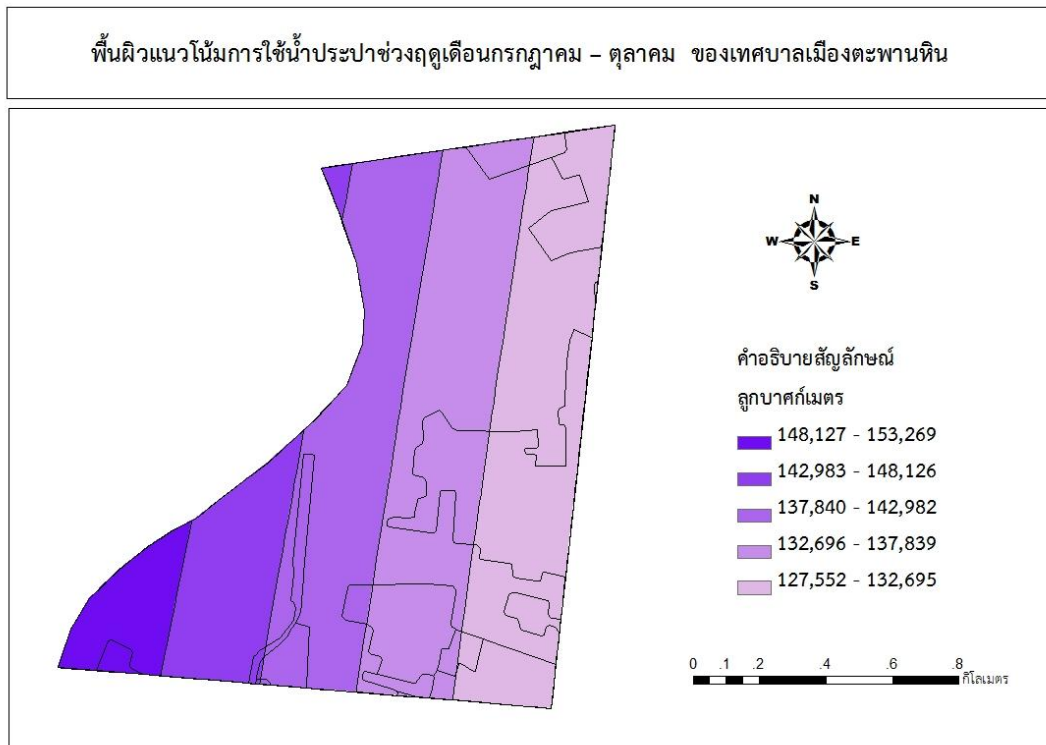 พื้นผิวแนวโน้มการใช้น้ำประปาช่วงฤดูเดือนกรกฎาคม – ตุลาคม ของเทศบาลเมืองตะพานหิน
N
W E
S
คำอธิบายสัญลักษณ์
ลูกบาศก์เมตร
148,127 - 153,269
142,983 - 148,126
137,840 - 142,982
132,696 - 137,839
127,552 - 132,695
0 .1 .2 .4 .6 .8
กิโลเมตร